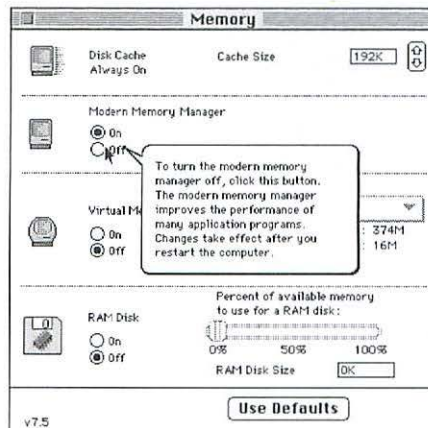 Memory
Disk Cache
Always On
Cache Size
192K
Modern Memory Manager
On
Off
To turn the modern memory
manager off, click this button.
The modern memory manager
improves the performance of
many application programs.
Changes take effect after you
restart the computer.
Virtual M
On
Off
: 374M
: 16M
RAM Disk
On
Off
Percent of available memory
to use for a RAM disk:
0% 50% 100%
RAM Disk Size
0K
Use Defaults
v7.5